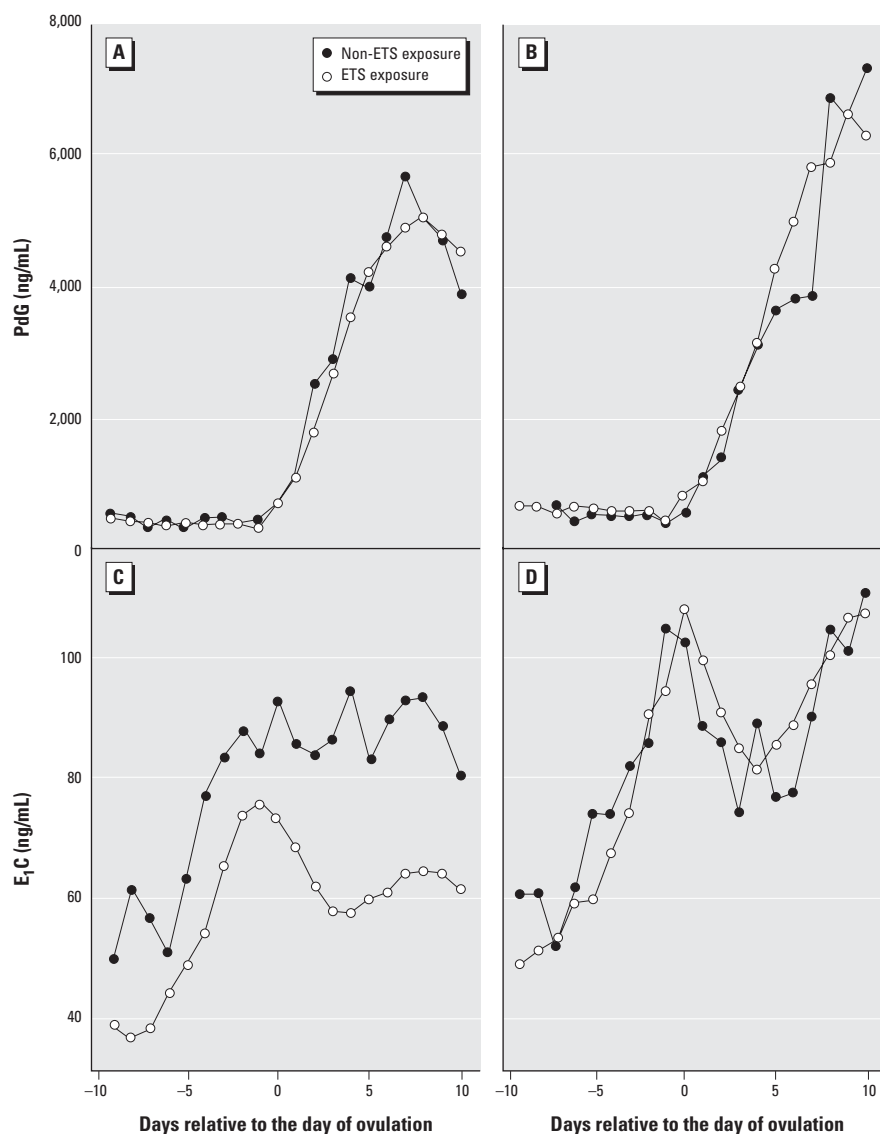 8,000
6,000
4,000
2,000
0
PdG (ng/mL)
A
Non-ETS exposure
ETS exposure
B
C
D
100
80
60
40
E₁C (ng/mL)
–10
–5
0
5
10
–10
–5
0
5
10
Days relative to the day of ovulation
Days relative to the day of ovulation